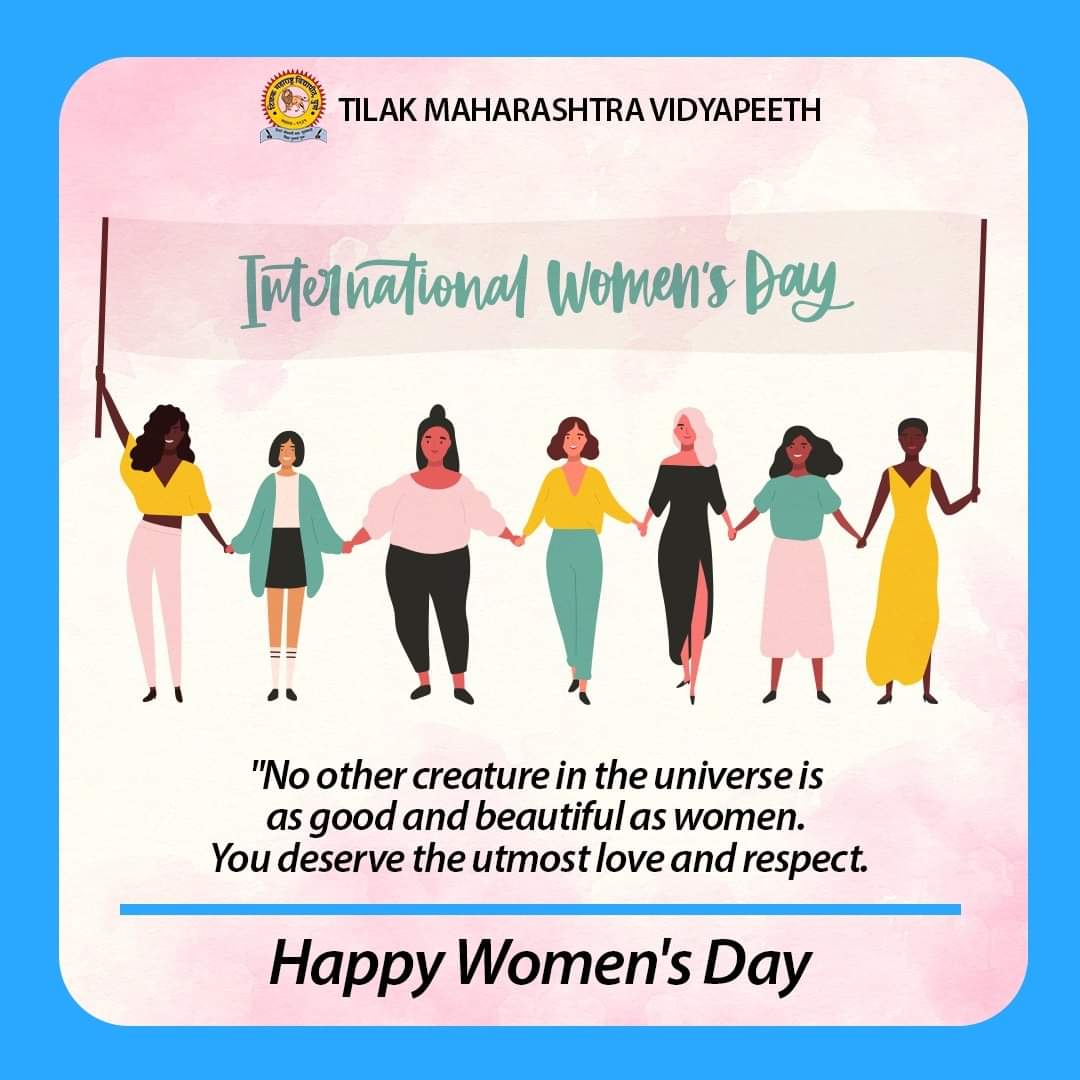 TILAK MAHARASHTRA VIDYAPEETH
International Women's Day
"No other creature in the universe is
as good and beautiful as women.
You deserve the utmost love and respect.
Happy Women's Day